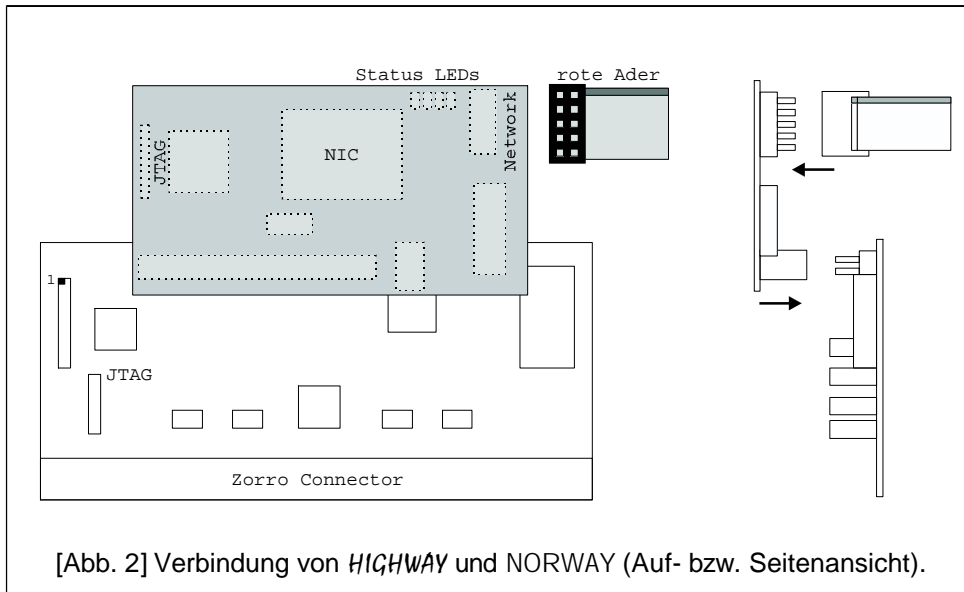 Status LEDs
rote Ader
JTAG
NIC
Network
1
JTAG
Zorro Connector
[Abb. 2] Verbindung von HIGHWAY und NORWAY (Auf- bzw. Seitenansicht).